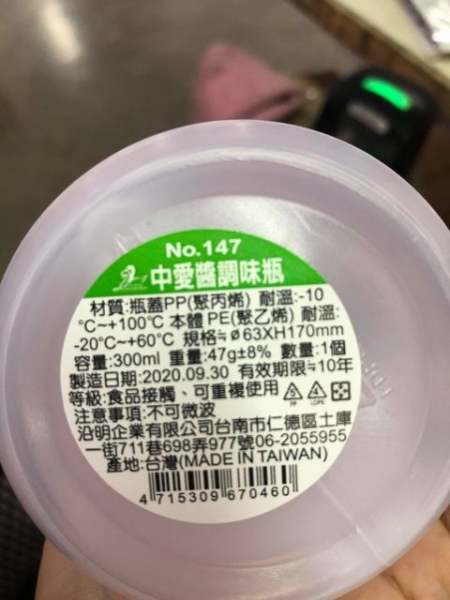 No.147
中愛醬調味瓶
材質:瓶蓋PP(聚丙烯) 耐溫:-10
℃~+100℃ 本體 PE(聚乙烯) 耐溫:
-20℃~+60℃ 規格≒ø63XH170mm
容量:300ml 重量:47g±8% 數量:1個
製造日期:2020.09.30 有效期限≒10年
等級:食品接觸、可重複使用
注意事項:不可微波
沿明企業有限公司台南市仁德區土庫
一街711巷698弄977號06-2055955
產地:台灣(MADE IN TAIWAN)
4 715309 670460